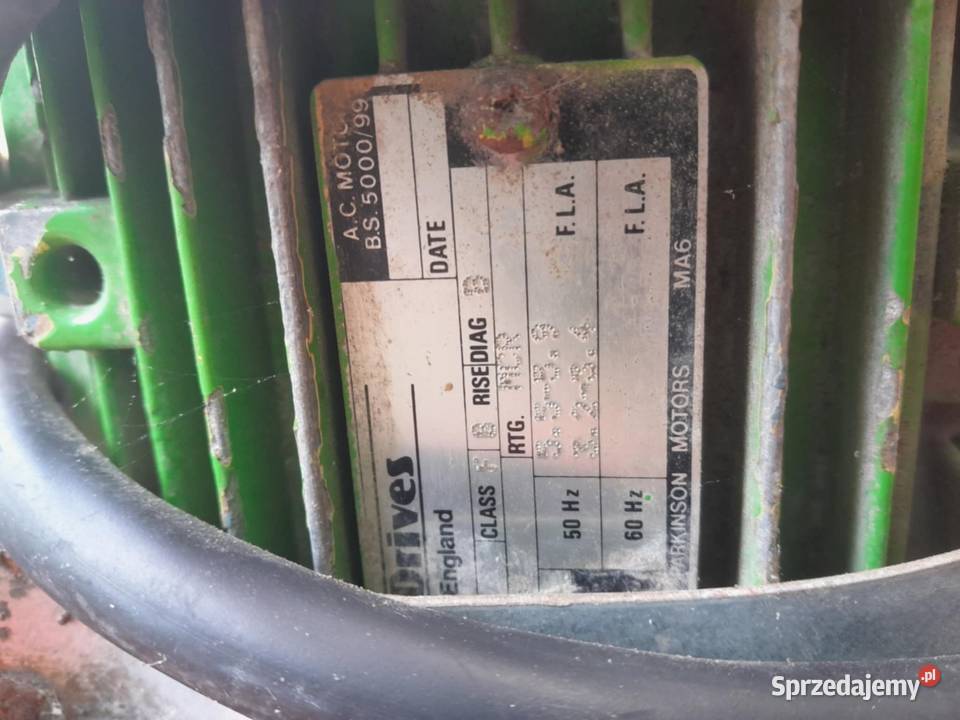 A.C. MOTO
B.S. 5000/99
DATE
Drives
England
CLASS F B RISE DIAG B
RTG. MCR
50 Hz F.L.A.
60 Hz F.L.A.
ARKINSON MOTORS MA6
Sprzedajemy.pl